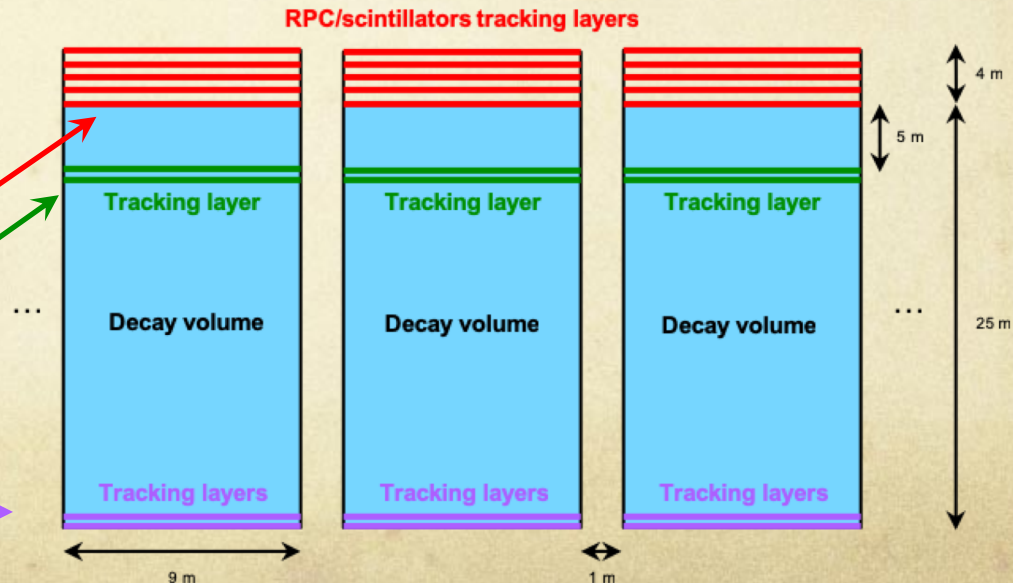 RPC/scintillators tracking layers
4 m
5 m
Tracking layer Tracking layer Tracking layer
... Decay volume Decay volume Decay volume ...
25 m
Tracking layers Tracking layers Tracking layers
9 m 1 m